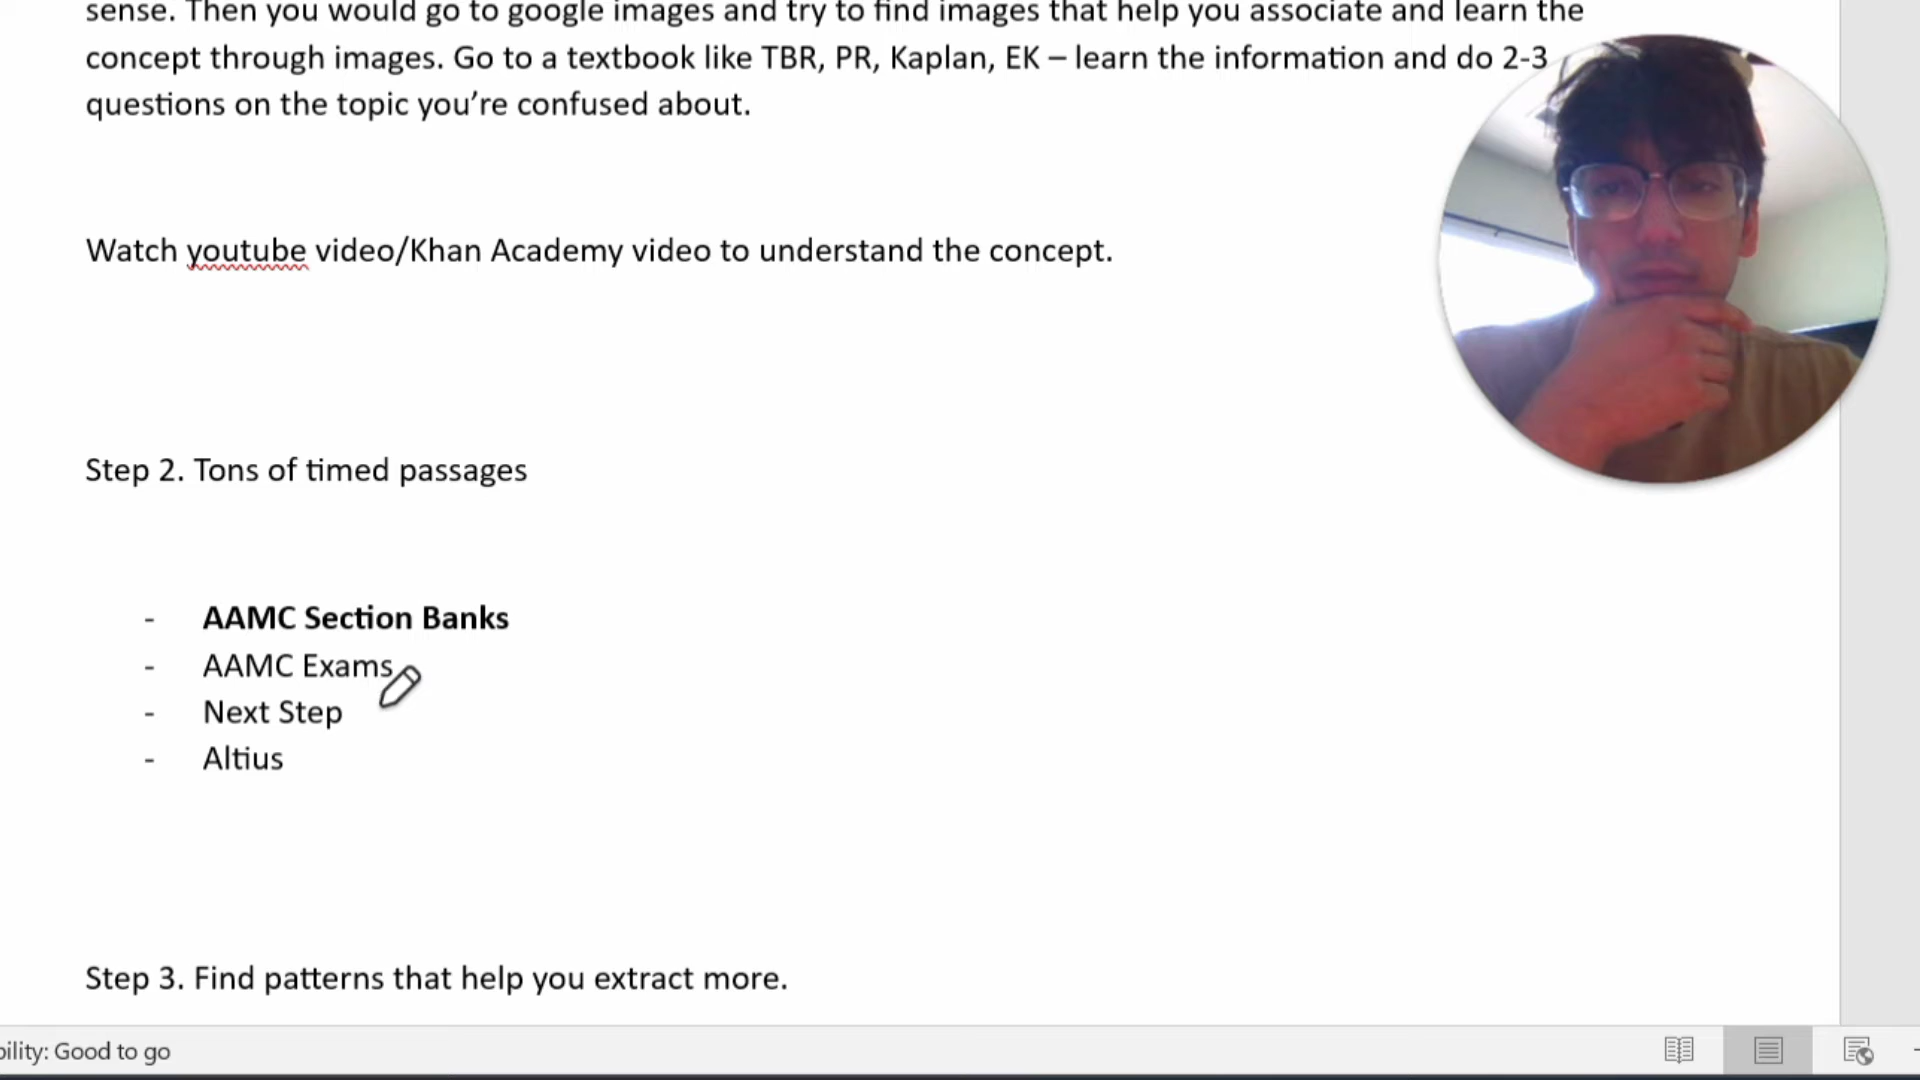 sense. Then you would go to google images and try to find images that help you associate and learn the
concept through images. Go to a textbook like TBR, PR, Kaplan, EK – learn the information and do 2-3
questions on the topic you’re confused about.
Watch youtube video/Khan Academy video to understand the concept.
Step 2. Tons of timed passages
- AAMC Section Banks
- AAMC Exams
- Next Step
- Altius
Step 3. Find patterns that help you extract more.
bility: Good to go